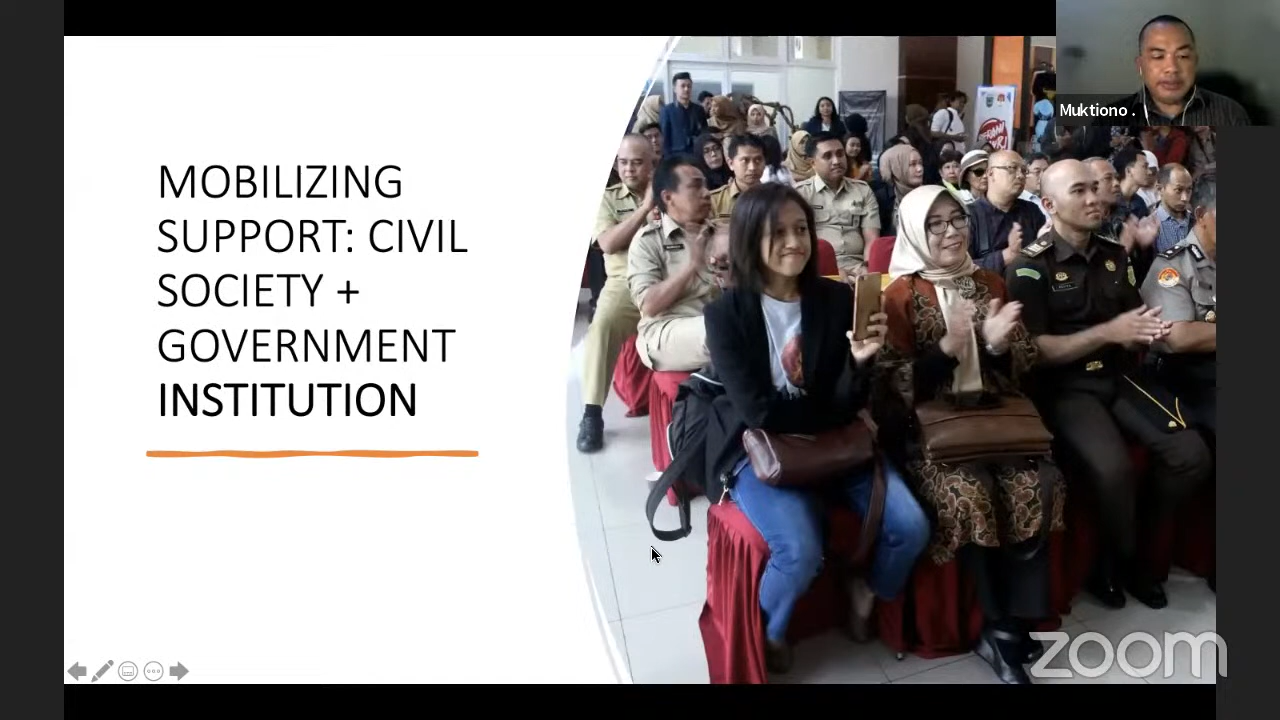 MOBILIZING
SUPPORT: CIVIL
SOCIETY +
GOVERNMENT
INSTITUTION
Muktiono .
zoom